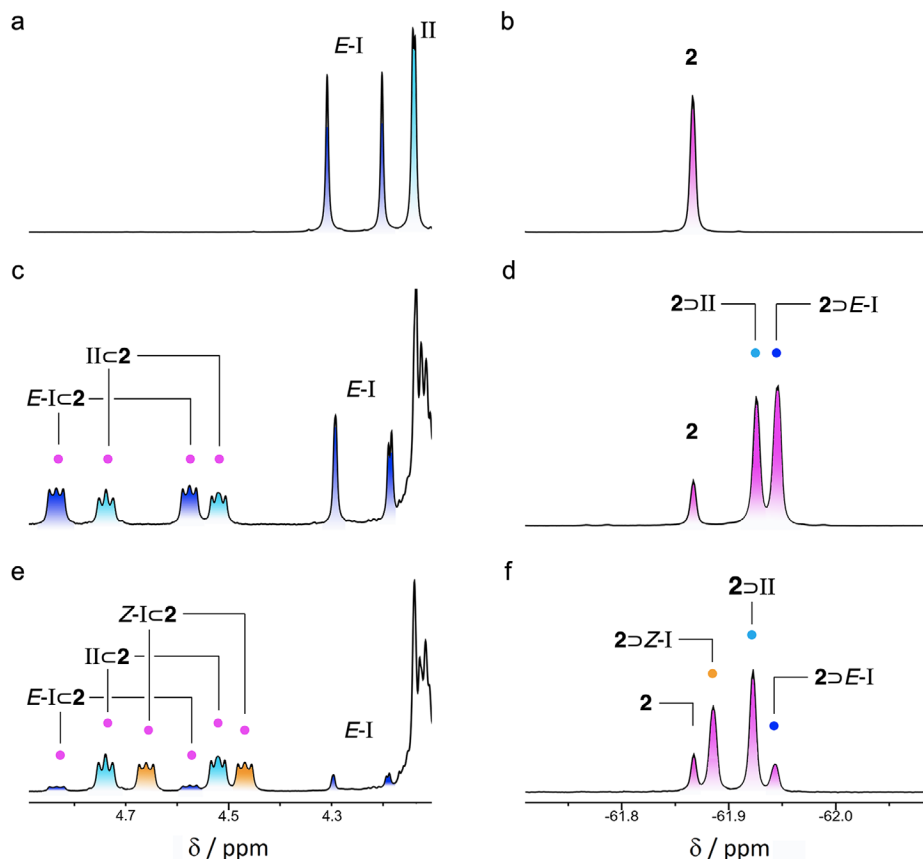 a
E-I
II
b
2
c
II⊂2
E-I⊂2
E-I
d
2⊃II
2⊃E-I
2
e
Z-I⊂2
II⊂2
E-I⊂2
E-I
f
2⊃II
2⊃Z-I
2⊃E-I
2
4.7 4.5 4.3
δ / ppm
-61.8 -61.9 -62.0
δ / ppm